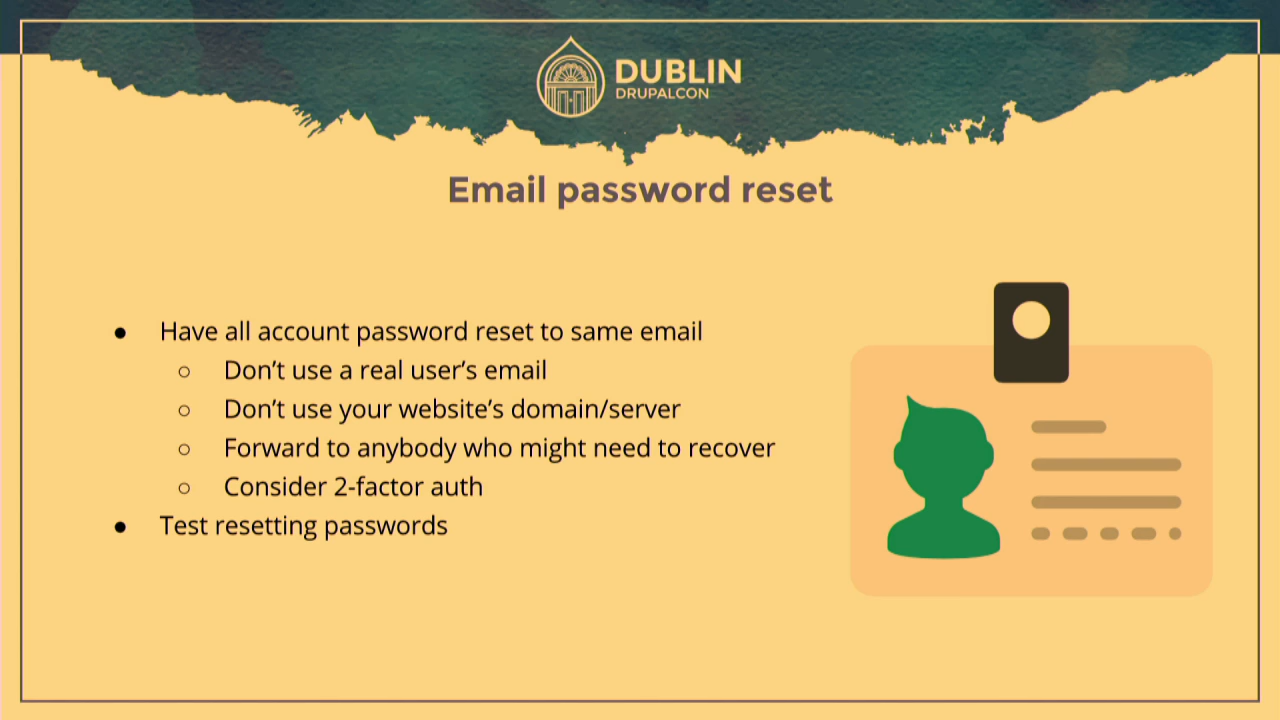 DUBLIN
DRUPALCON
Email password reset
● Have all account password reset to same email
○ Don’t use a real user’s email
○ Don’t use your website’s domain/server
○ Forward to anybody who might need to recover
○ Consider 2-factor auth
● Test resetting passwords